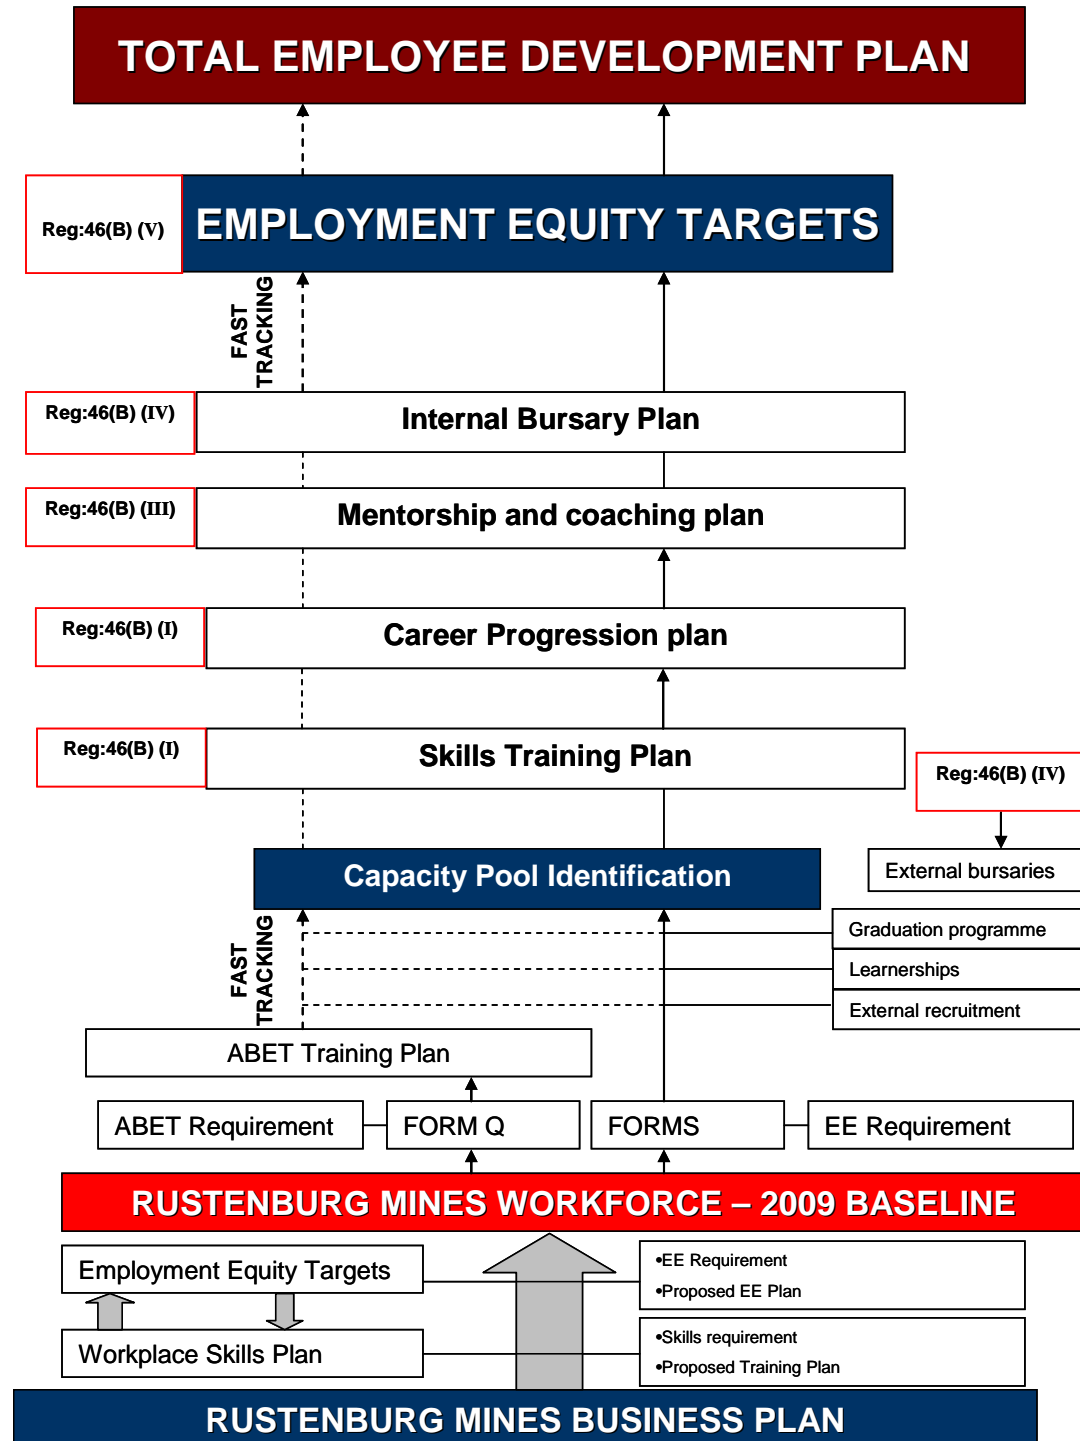 TOTAL EMPLOYEE DEVELOPMENT PLAN
Reg:46(B) (V)
EMPLOYMENT EQUITY TARGETS
FAST
TRACKING
Reg:46(B) (IV)
Internal Bursary Plan
Reg:46(B) (III)
Mentorship and coaching plan
Reg:46(B) (I)
Career Progression plan
Reg:46(B) (I)
Skills Training Plan
Reg:46(B) (IV)
Capacity Pool Identification
External bursaries
FAST
TRACKING
Graduation programme
Learnerships
External recruitment
ABET Training Plan
ABET Requirement
FORM Q
FORMS
EE Requirement
RUSTENBURG MINES WORKFORCE – 2009 BASELINE
Employment Equity Targets
•EE Requirement
•Proposed EE Plan
Workplace Skills Plan
•Skills requirement
•Proposed Training Plan
RUSTENBURG MINES BUSINESS PLAN